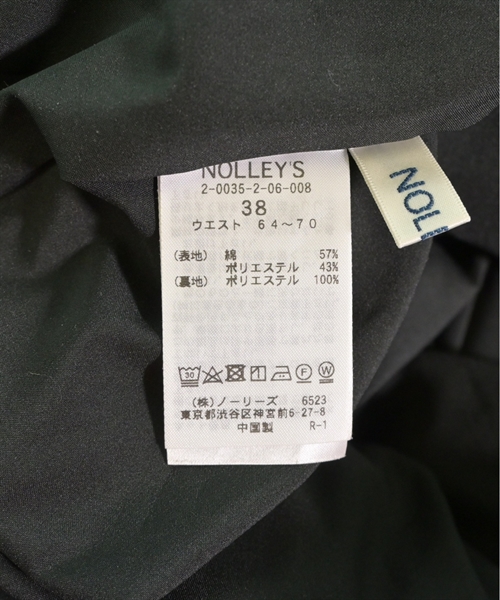 NOLLEY'S
2-0035-2-06-008
38
ウエスト 64～70
(表地) 綿 57%
ポリエステル 43%
(裏地) ポリエステル 100%
30 F W
(株)ノーリーズ 6523
東京都渋谷区神宮前6-27-8
中国製 R-1
NOL